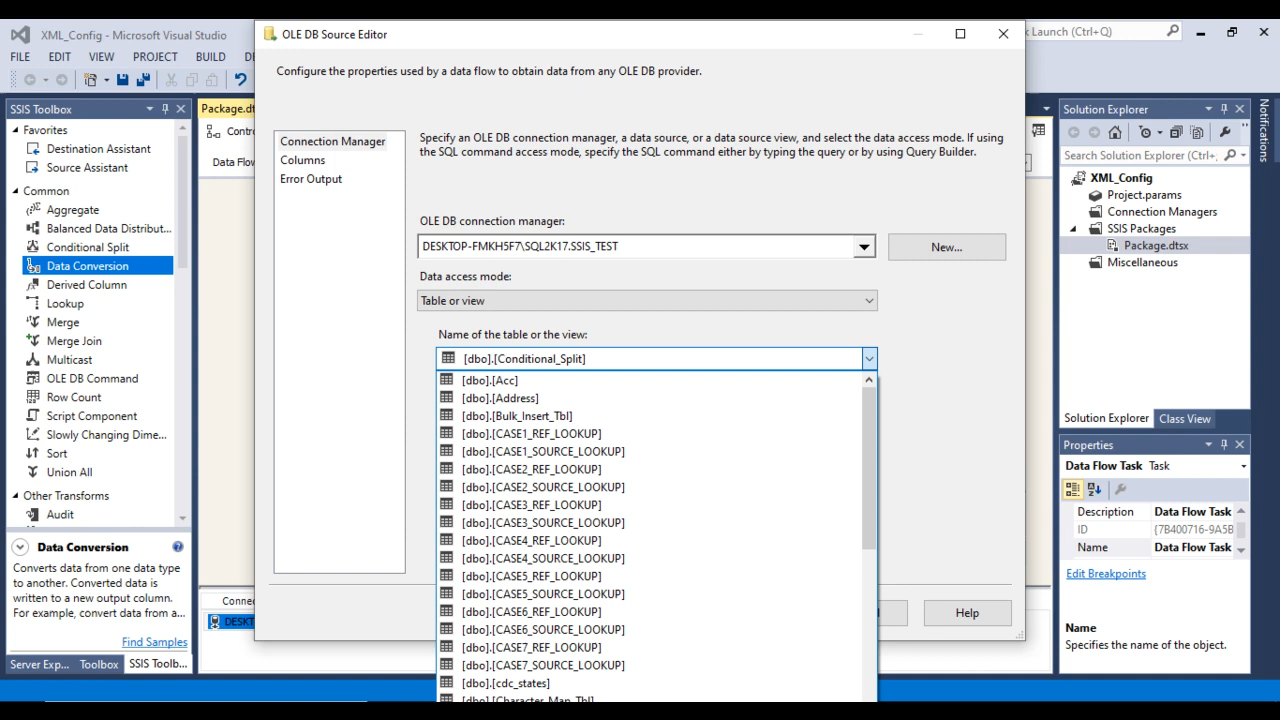 XML_Config - Microsoft Visual Studio
Launch (Ctrl+Q)
FILE EDIT VIEW PROJECT BUILD
SSIS Toolbox
Favorites
Destination Assistant
Source Assistant
Common
Aggregate
Balanced Data Distribut...
Conditional Split
Data Conversion
Derived Column
Lookup
Merge
Merge Join
Multicast
OLE DB Command
Row Count
Script Component
Slowly Changing Dime...
Sort
Union All
Other Transforms
Audit
Data Conversion
Converts data from one data type
to another. Converted data is
written to a new output column.
For example, convert data from a...
Find Samples
Server Exp... Toolbox SSIS Toolb...
OLE DB Source Editor
Configure the properties used by a data flow to obtain data from any OLE DB provider.
Connection Manager
Columns
Error Output
Specify an OLE DB connection manager, a data source, or a data source view, and select the data access mode. If using
the SQL command access mode, specify the SQL command either by typing the query or by using Query Builder.
OLE DB connection manager:
DESKTOP-FMKH5F7\SQL2K17.SSIS_TEST
New...
Data access mode:
Table or view
Name of the table or the view:
[dbo].[Conditional_Split]
[dbo].[Acc]
[dbo].[Address]
[dbo].[Bulk_Insert_Tbl]
[dbo].[CASE1_REF_LOOKUP]
[dbo].[CASE1_SOURCE_LOOKUP]
[dbo].[CASE2_REF_LOOKUP]
[dbo].[CASE2_SOURCE_LOOKUP]
[dbo].[CASE3_REF_LOOKUP]
[dbo].[CASE3_SOURCE_LOOKUP]
[dbo].[CASE4_REF_LOOKUP]
[dbo].[CASE4_SOURCE_LOOKUP]
[dbo].[CASE5_REF_LOOKUP]
[dbo].[CASE5_SOURCE_LOOKUP]
[dbo].[CASE6_REF_LOOKUP]
[dbo].[CASE6_SOURCE_LOOKUP]
[dbo].[CASE7_REF_LOOKUP]
[dbo].[CASE7_SOURCE_LOOKUP]
[dbo].[cdc_states]
[dbo].[Character_Map_Tbl]
Help
Solution Explorer
Search Solution Explorer (Ctrl+;
XML_Config
Project.params
Connection Managers
SSIS Packages
Package.dtsx
Miscellaneous
Solution Explorer Class View
Properties
Data Flow Task Task
Description Data Flow Task
ID {7B400716-9A5B
Name Data Flow Task
Edit Breakpoints
Name
Specifies the name of the object.
Notifications